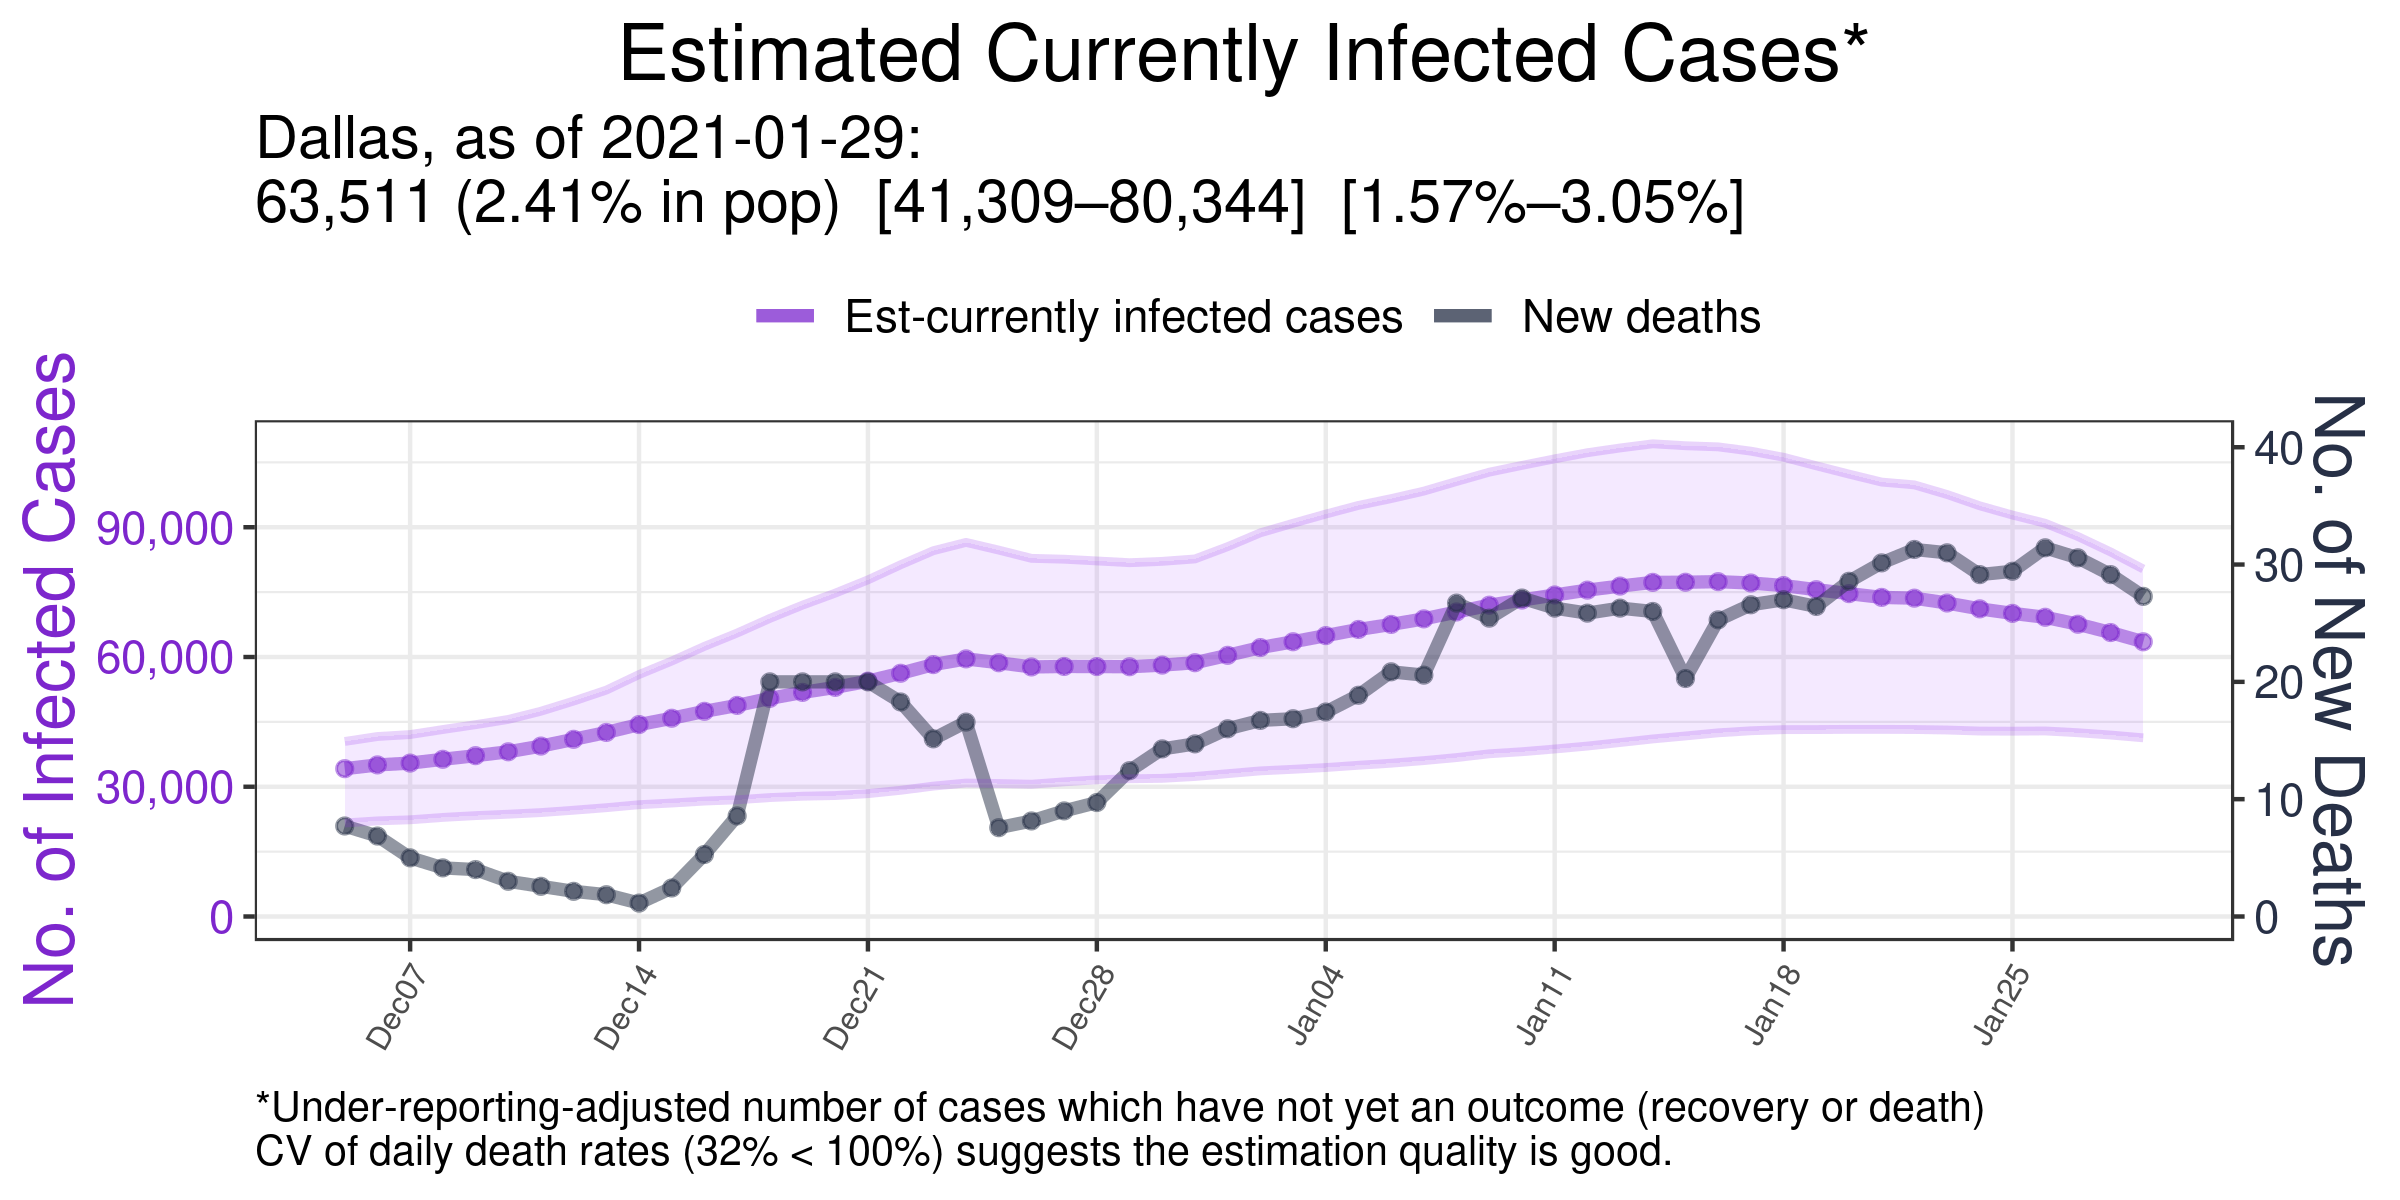 Estimated Currently Infected Cases*
Dallas, as of 2021-01-29:
63,511 (2.41% in pop)  [41,309–80,344]  [1.57%–3.05%]
Est-currently infected cases
New deaths
No. of Infected Cases
90,000
60,000
30,000
0
40
30
20
10
0
No. of New Deaths
Dec07
Dec14
Dec21
Dec28
Jan04
Jan11
Jan18
Jan25
*Under-reporting-adjusted number of cases which have not yet an outcome (recovery or death)
CV of daily death rates (32% < 100%) suggests the estimation quality is good.